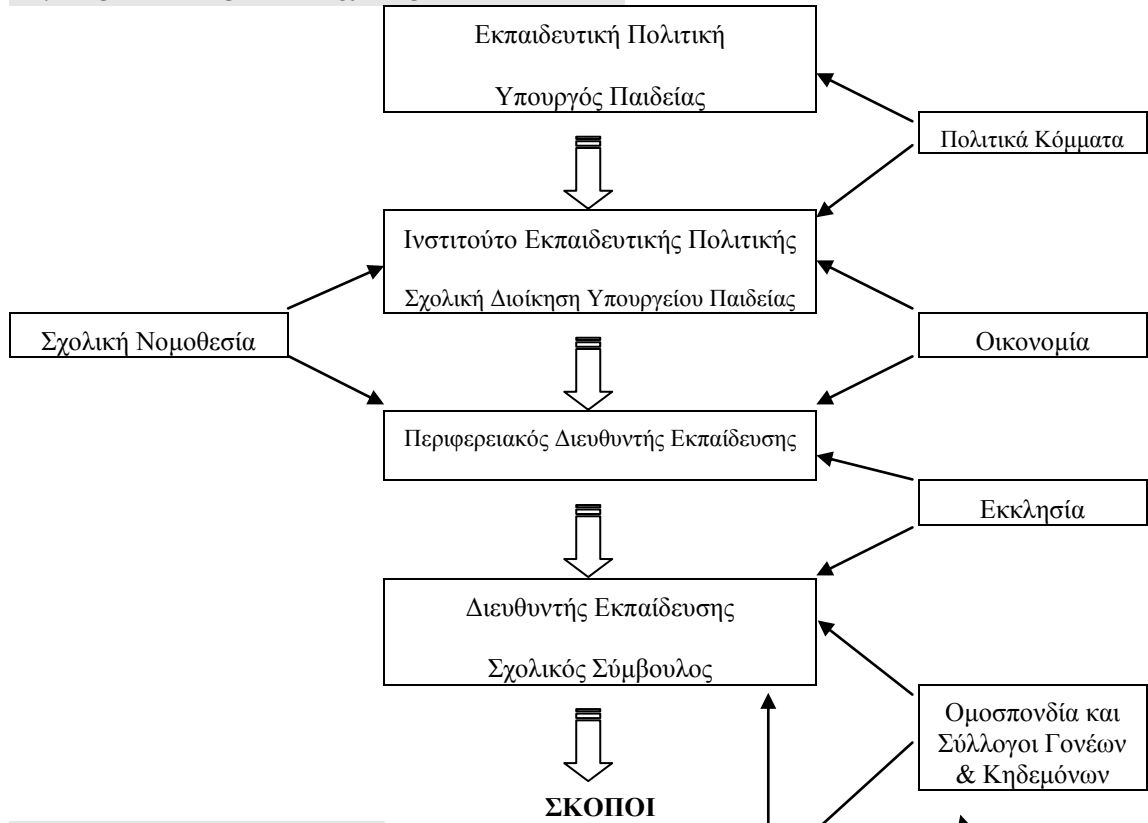 Εκπαιδευτική Πολιτική
Υπουργός Παιδείας
Πολιτικά Κόμματα
Ινστιτούτο Εκπαιδευτικής Πολιτικής
Σχολική Διοίκηση Υπουργείου Παιδείας
Σχολική Νομοθεσία
Οικονομία
Περιφερειακός Διευθυντής Εκπαίδευσης
Εκκλησία
Διευθυντής Εκπαίδευσης
Σχολικός Σύμβουλος
Ομοσπονδία και
Σύλλογοι Γονέων
& Κηδεμόνων
ΣΚΟΠΟΙ